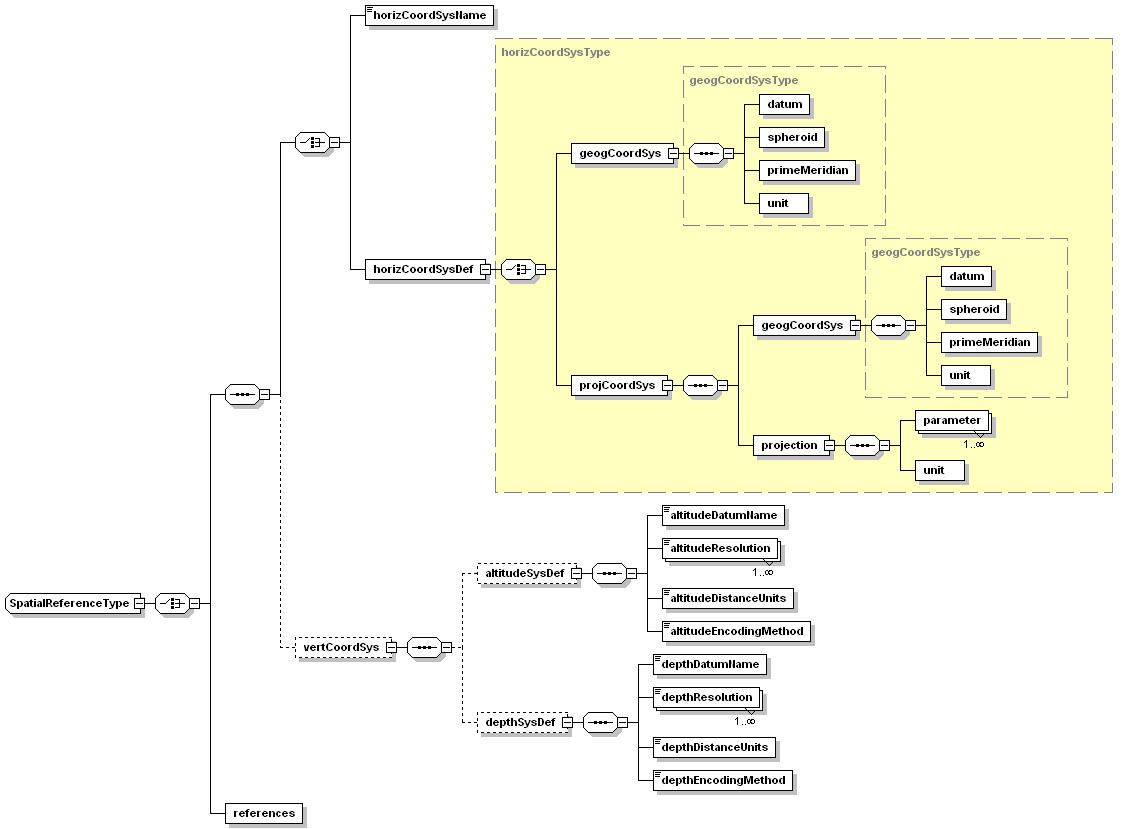 horizCoordSysName
horizCoordSysType
geogCoordSysType
datum
spheroid
geogCoordSys
primeMeridian
unit
geogCoordSysType
horizCoordSysDef
datum
spheroid
geogCoordSys
primeMeridian
unit
projCoordSys
parameter
1..∞
projection
unit
altitudeDatumName
altitudeResolution
1..∞
altitudeSysDef
altitudeDistanceUnits
SpatialReferenceType
altitudeEncodingMethod
vertCoordSys
depthDatumName
depthResolution
1..∞
depthSysDef
depthDistanceUnits
depthEncodingMethod
references